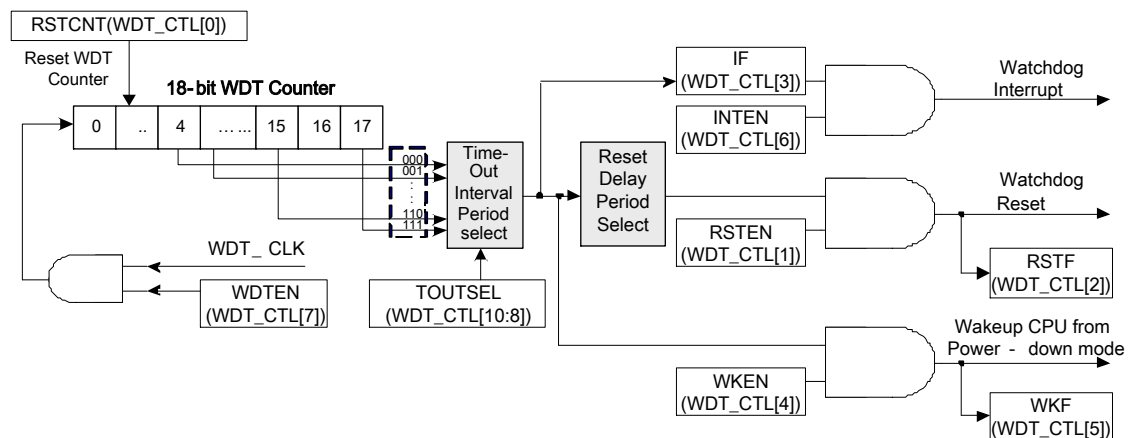 RSTCNT(WDT_CTL[0])
Reset WDT
Counter
18-bit WDT Counter
0 .. 4 ... ... 15 16 17
000
001
:
:
110
111
Time-
Out
Interval
Period
select
Reset
Delay
Period
Select
IF
(WDT_CTL[3])
INTEN
(WDT_CTL[6])
Watchdog
Interrupt
RSTEN
(WDT_CTL[1])
Watchdog
Reset
RSTF
(WDT_CTL[2])
WDT_ CLK
WDTEN
(WDT_CTL[7])
TOUTSEL
(WDT_CTL[10:8])
WKEN
(WDT_CTL[4])
Wakeup CPU from
Power - down mode
WKF
(WDT_CTL[5])